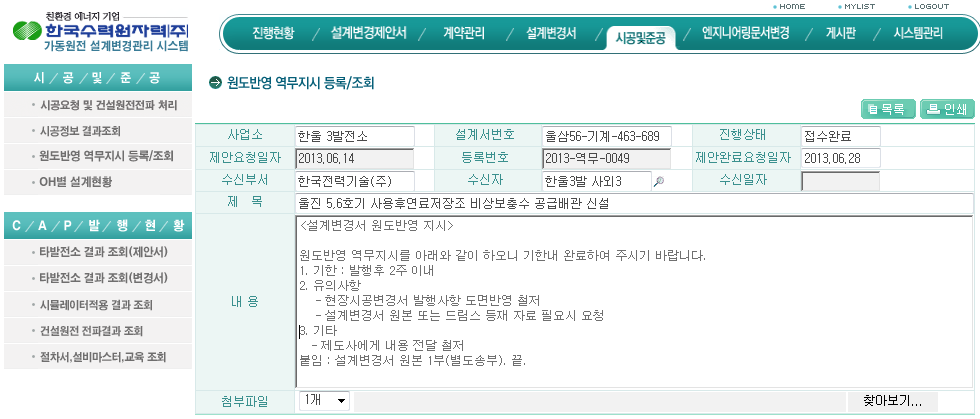 HOME MYLIST LOGOUT
친환경 에너지 기업
한국수력원자력(주)
가동원전 설계변경관리 시스템
진행현황 / 설계변경제안서 / 계약관리 / 설계변경서 / 시공및준공 / 엔지니어링문서변경 / 게시판 / 시스템관리
시 / 공 / 및 / 준 / 공
시공요청 및 건설원전전파 처리
시공정보 결과조회
원도반영 역무지시 등록/조회
OH별 설계현황
C / A / P / 발 / 행 / 현 / 황
타발전소 결과 조회(제안서)
타발전소 결과 조회(변경서)
시뮬레이터적용 결과 조회
건설원전 전파결과 조회
절차서,설비마스터,교육 조회
원도반영 역무지시 등록/조회
목록 인쇄
사업소 한울 3발전소 설계서번호 울삼56-기계-463-689 진행상태 접수완료
제안요청일자 2013.06.14 등록번호 2013-역무-0049 제안완료요청일자 2013.06.28
수신부서 한국전력기술(주) 수신자 한울3발 사외3 수신일자
제 목 울진 5,6호기 사용후연료저장조 비상보충수 공급배관 신설
내 용
<설계변경서 원도반영 지시>
원도반영 역무지시를 아래와 같이 하오니 기한내 완료하여 주시기 바랍니다.
1. 기한 : 발행후 2주 이내
2. 유의사항
- 현장시공변경서 발행사항 도면반영 철저
- 설계변경서 원본 또는 드림스 등재 자료 필요시 요청
3. 기타
- 제도사에게 내용 전달 철저
붙임 : 설계변경서 원본 1부(별도송부). 끝.
첨부파일 1개 찾아보기...